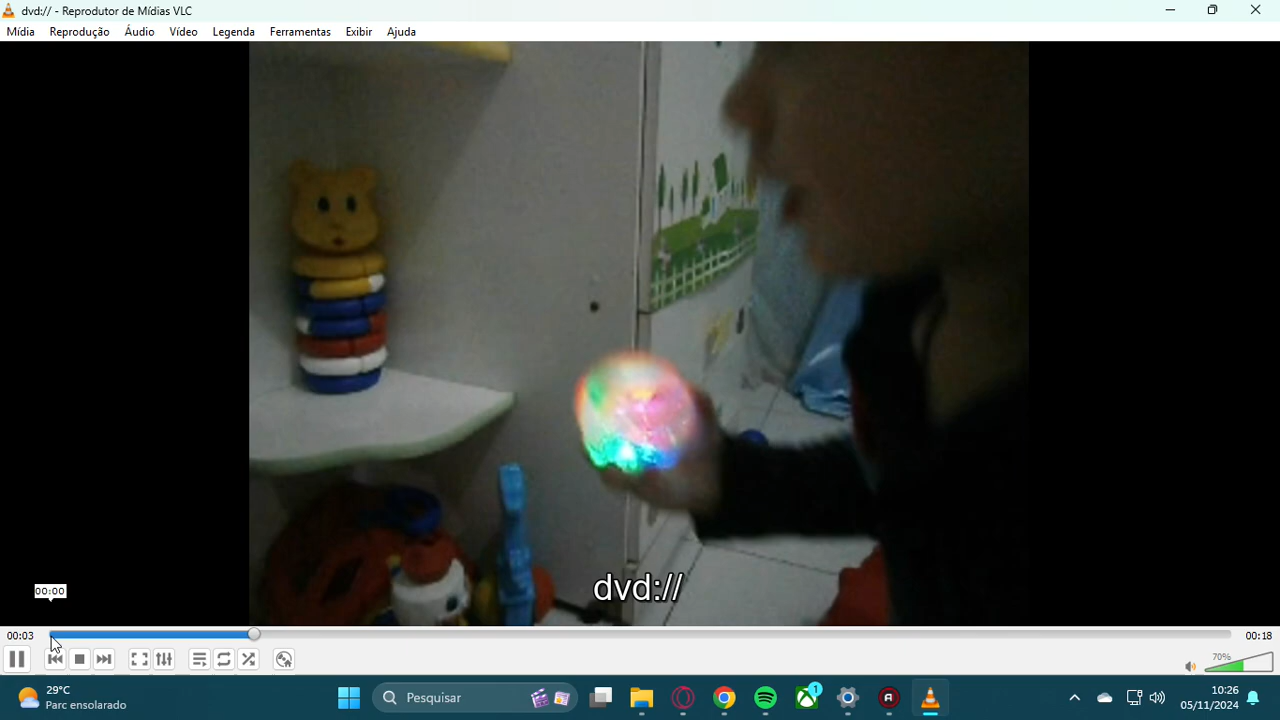 dvd:// - Reprodutor de Mídias VLC
Mídia Reprodução Áudio Vídeo Legenda Ferramentas Exibir Ajuda
dvd://
00:00
00:03
00:18
70%
29°C
Parc ensolarado
Pesquisar
1
10:26
05/11/2024